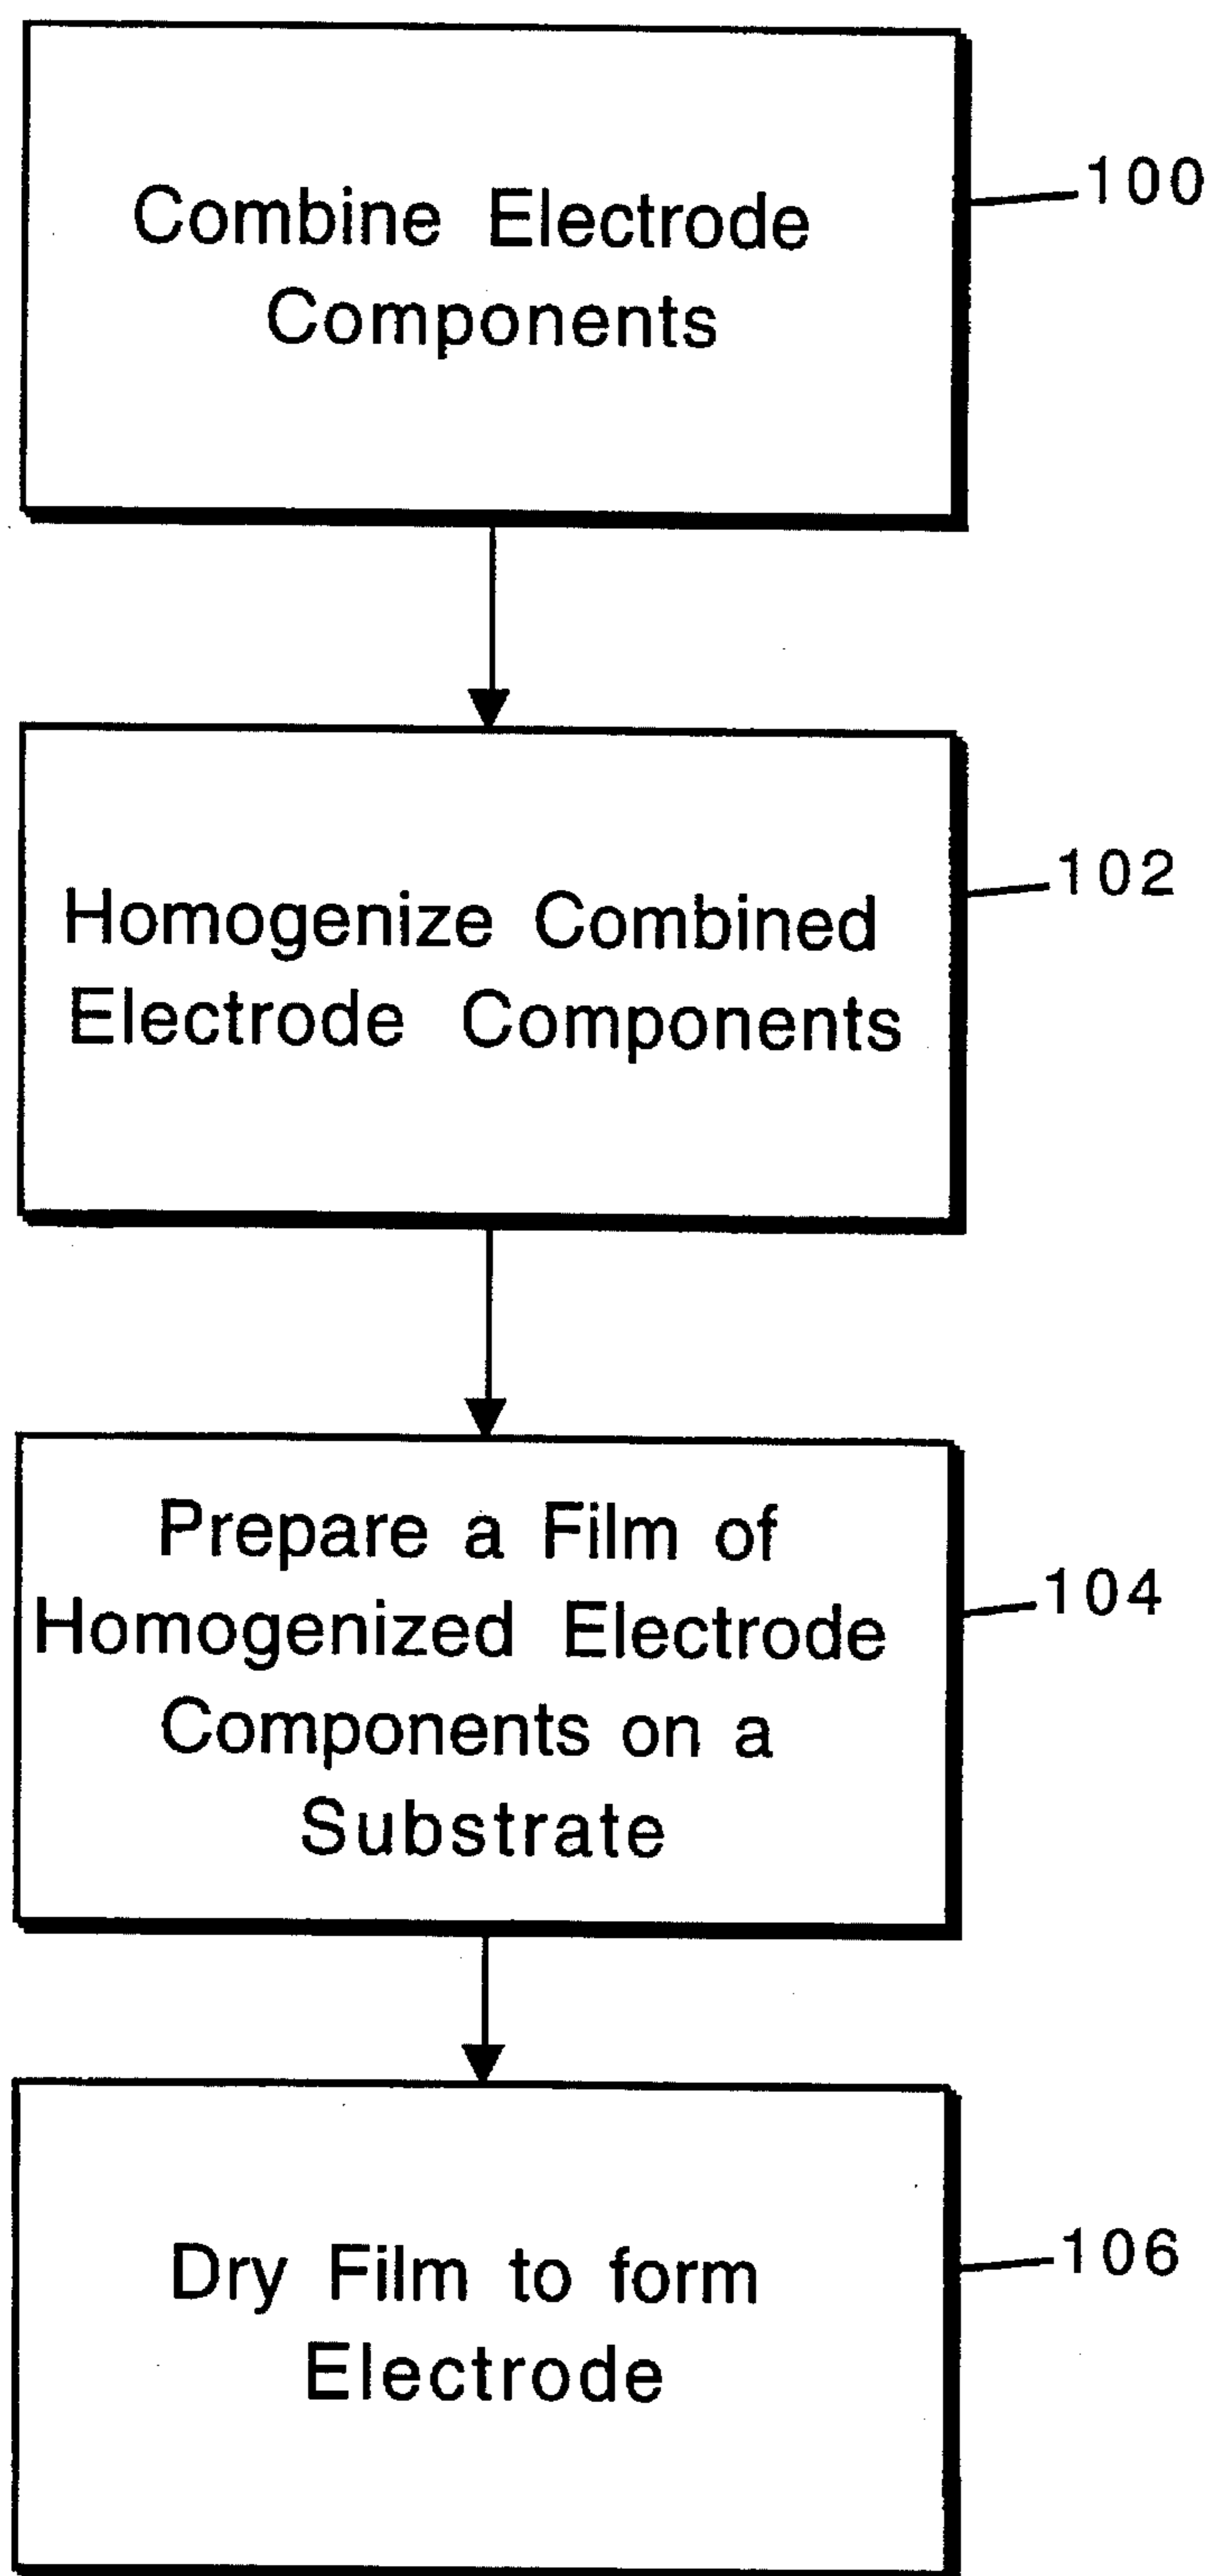 Combine Electrode
Components
100
Homogenize Combined
Electrode Components
102
Prepare a Film of
Homogenized Electrode
Components on a
Substrate
104
Dry Film to form
Electrode
106